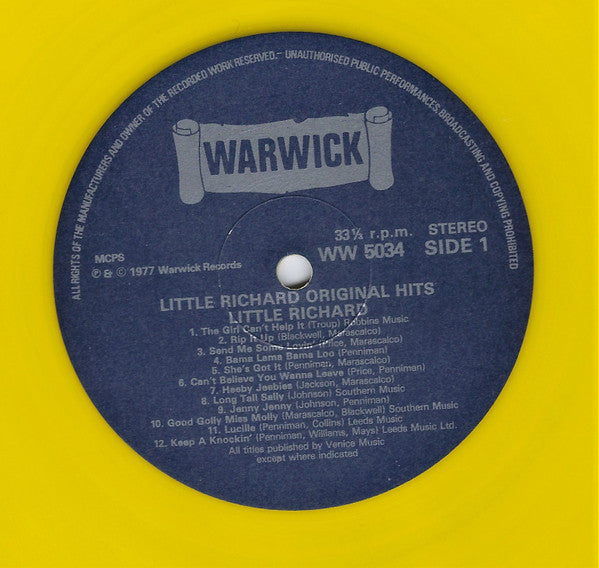 ALL RIGHTS OF THE MANUFACTURERS AND OWNER OF THE RECORDED WORK RESERVED.- UNAUTHORISED PUBLIC PERFORMANCES, BROADCASTING AND COPYING PROHIBITED
WARWICK
33⅓ r.p.m. STEREO
MCPS WW 5034 SIDE 1
℗ & © 1977 Warwick Records
LITTLE RICHARD ORIGINAL HITS
LITTLE RICHARD
1. The Girl Can't Help It (Troup) Robbins Music
2. Rip It Up (Blackwell, Marascalco)
3. Send Me Some Lovin' (Price, Marascalco)
4. Bama Lama Bama Loo (Penniman)
5. She's Got It (Penniman, Marascalco)
6. Can't Believe You Wanna Leave (Price, Penniman)
7. Heeby Jeebies (Jackson, Marascalco)
8. Long Tall Sally (Johnson) Southern Music
9. Jenny Jenny (Johnson, Penniman)
10. Good Golly Miss Molly (Marascalco, Blackwell) Southern Music
11. Lucille (Penniman, Collins) Leeds Music
12. Keep A Knockin' (Penniman, Williams, Mays) Leeds Music Ltd.
All titles published by Venice Music
except where indicated